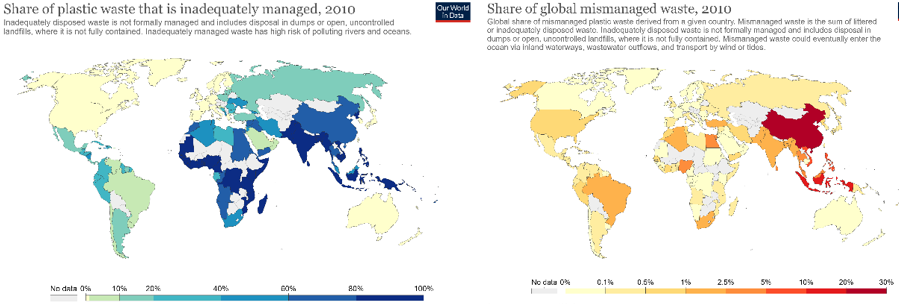 Share of plastic waste that is inadequately managed, 2010
Inadequately disposed waste is not formally managed and includes disposal in dumps or open, uncontrolled
landfills, where it is not fully contained. Inadequately managed waste has high risk of polluting rivers and oceans.
Our World
in Data
No data 0% 10% 20% 40% 60% 80% 100%
Share of global mismanaged waste, 2010
Global share of mismanaged plastic waste derived from a given country. Mismanaged waste is the sum of littered
or inadequately disposed waste. Inadequately disposed waste is not formally managed and includes disposal in
dumps or open, uncontrolled landfills, where it is not fully contained. Mismanaged waste could eventually enter the
ocean via inland waterways, wastewater outflows, and transport by wind or tides.
No data 0% 0.1% 0.5% 1% 2.5% 5% 10% 20% 30%